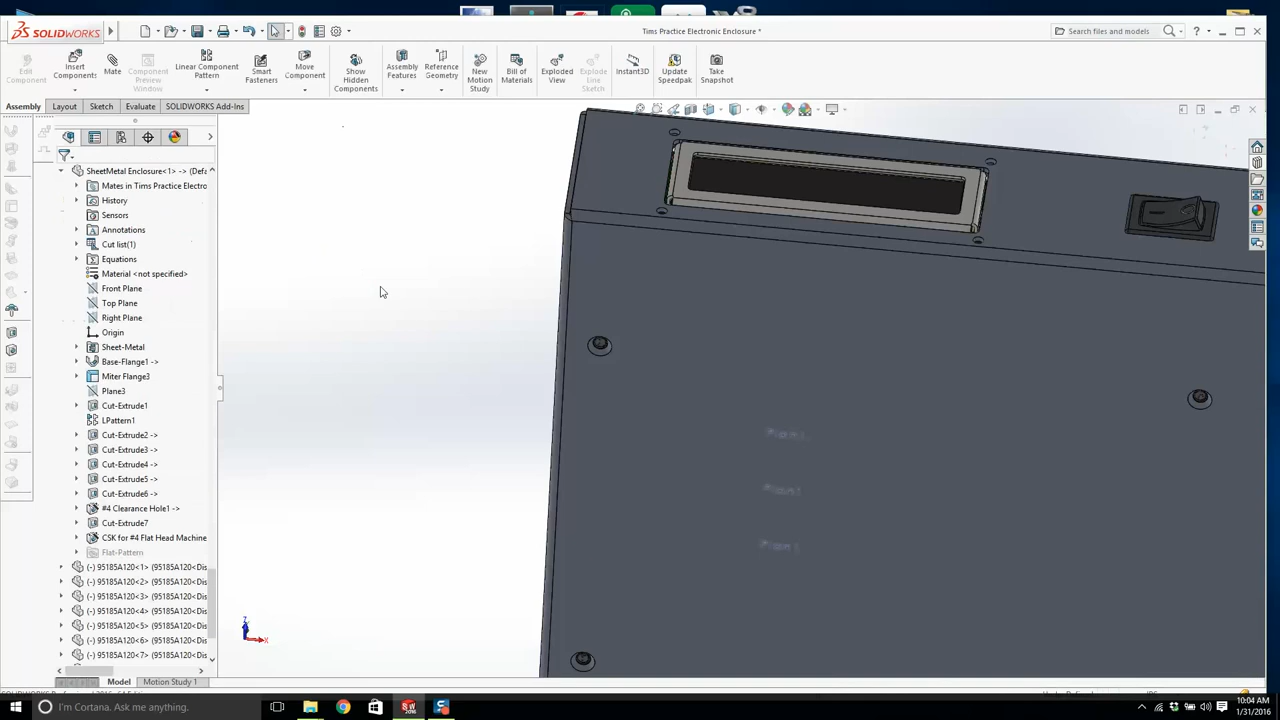 SOLIDWORKS
Tims Practice Electronic Enclosure *
Search files and models
Edit Component
Insert Components
Mate
Component Preview Window
Linear Component Pattern
Smart Fasteners
Move Component
Show Hidden Components
Assembly Features
Reference Geometry
New Motion Study
Bill of Materials
Exploded View
Explode Line Sketch
Instant3D
Update Speedpak
Take Snapshot
Assembly
Layout
Sketch
Evaluate
SOLIDWORKS Add-Ins
SheetMetal Enclosure<1> -> (Defa
Mates in Tims Practice Electro
History
Sensors
Annotations
Cut list(1)
Equations
Material <not specified>
Front Plane
Top Plane
Right Plane
Origin
Sheet-Metal
Base-Flange1 ->
Miter Flange3
Plane3
Cut-Extrude1
LPattern1
Cut-Extrude2 ->
Cut-Extrude3 ->
Cut-Extrude4 ->
Cut-Extrude5 ->
Cut-Extrude6 ->
#4 Clearance Hole1 ->
Cut-Extrude7
CSK for #4 Flat Head Machine
Flat-Pattern
(-) 95185A120<1> (95185A120<Dis
(-) 95185A120<2> (95185A120<Dis
(-) 95185A120<3> (95185A120<Dis
(-) 95185A120<4> (95185A120<Dis
(-) 95185A120<5> (95185A120<Dis
(-) 95185A120<6> (95185A120<Dis
(-) 95185A120<7> (95185A120<Dis
Z
X
Model
Motion Study 1
I'm Cortana. Ask me anything.
SW
2016
10:04 AM
1/31/2016